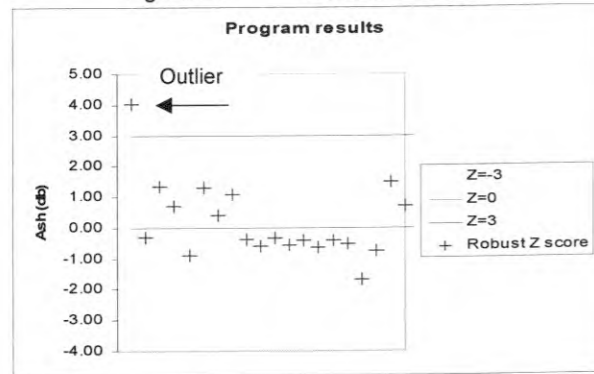 Program results
5.00
4.00
3.00
2.00
1.00
0.00
-1.00
-2.00
-3.00
-4.00
Ash(db)
Outlier
Z=-3
Z=0
Z=3
Robust Z score